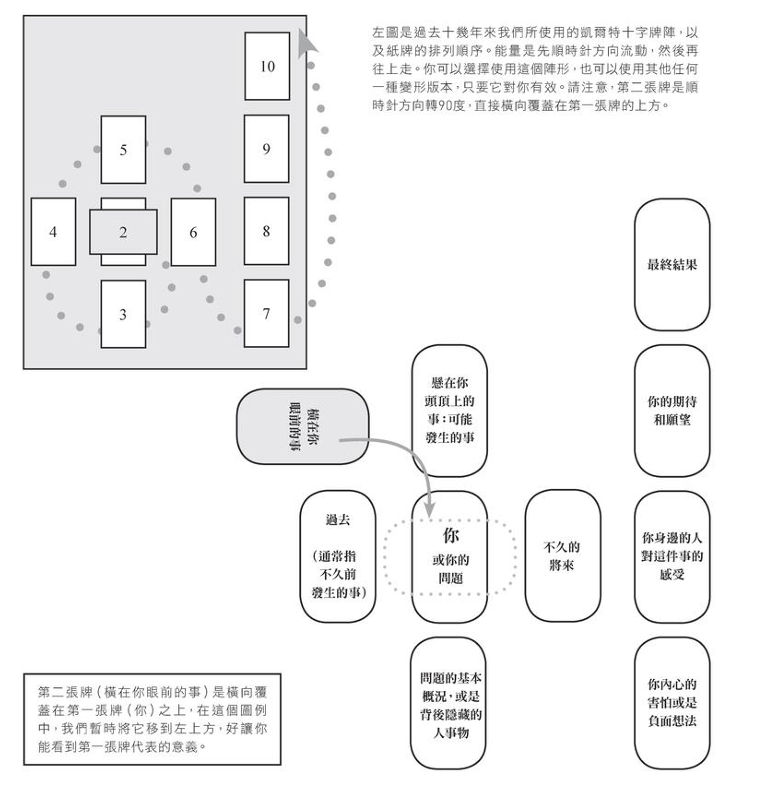 左圖是過去十幾年來我們所使用的凱爾特十字牌陣，以
及紙牌的排列順序。能量是先順時針方向流動，然後再
往上走。你可以選擇使用這個陣形，也可以使用其他任何
一種變形版本，只要它對你有效。請注意，第二張牌是順
時針方向轉90度，直接橫向覆蓋在第一張牌的上方。
10
5
9
4
2
6
8
3
7
最終結果
懸在你
頭頂上的
事：可能
發生的事
你的期待
和願望
橫在你
眼前的事
過去
（通常指
不久前
發生的事）
你
或你的
問題
不久的
將來
你身邊的人
對這件事的
感受
問題的基本
概況，或是
背後隱藏的
人事物
你內心的
害怕或是
負面想法
第二張牌（橫在你眼前的事）是橫向覆
蓋在第一張牌（你）之上，在這個圖例
中，我們暫時將它移到左上方，好讓你
能看到第一張牌代表的意義。